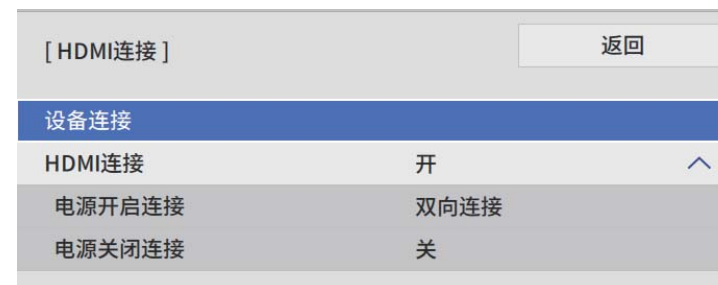 [ HDMI连接 ]
返回
设备连接
HDMI连接 开
电源开启连接 双向连接
电源关闭连接 关